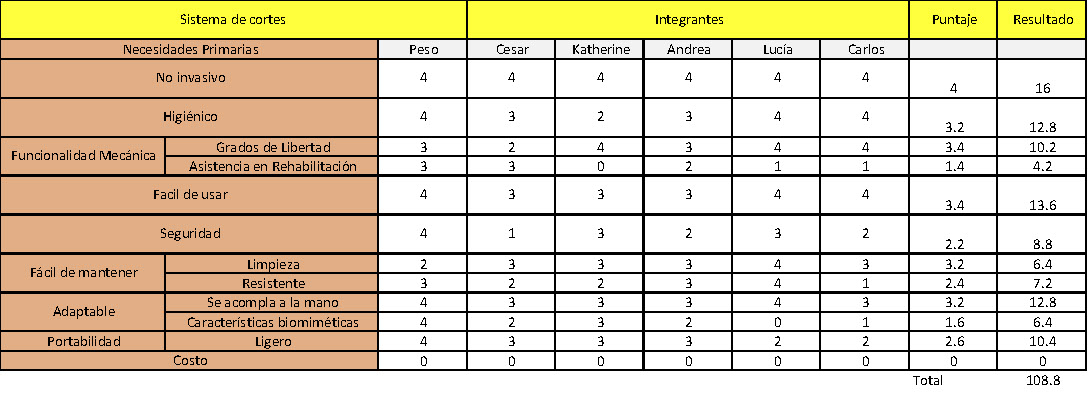 Sistema de cortes Integrantes Puntaje Resultado
Necesidades Primarias Peso Cesar Katherine Andrea Lucía Carlos
No invasivo 4 4 4 4 4 4 4 16
Higiénico 4 3 2 3 4 4 3.2 12.8
Funcionalidad Mecánica Grados de Libertad 3 2 4 3 4 4 3.4 10.2
Asistencia en Rehabilitación 3 3 0 2 1 1 1.4 4.2
Facil de usar 4 3 3 3 4 4 3.4 13.6
Seguridad 4 1 3 2 3 2 2.2 8.8
Fácil de mantener Limpieza 2 3 3 3 4 3 3.2 6.4
Resistente 3 2 2 3 4 1 2.4 7.2
Adaptable Se acompla a la mano 4 3 3 3 4 3 3.2 12.8
Características biomiméticas 4 2 3 2 0 1 1.6 6.4
Portabilidad Ligero 4 3 3 3 2 2 2.6 10.4
Costo 0 0 0 0 0 0 0 0
Total 108.8